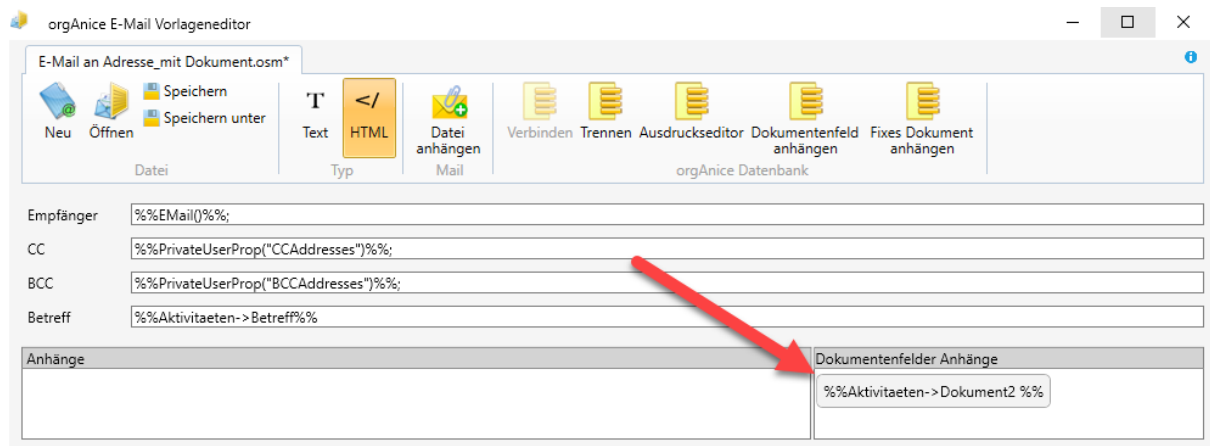 orgAnice E-Mail Vorlageneditor
E-Mail an Adresse_mit Dokument.osm*
Neu
Öffnen
Speichern
Speichern unter
Datei
T
Text
</
HTML
Typ
Datei
anhängen
Mail
Verbinden
Trennen
Ausdruckseditor
Dokumentenfeld
anhängen
Fixes Dokument
anhängen
orgAnice Datenbank
Empfänger %%EMail()%%;
CC %%PrivateUserProp("CCAddresses")%%;
BCC %%PrivateUserProp("BCCAddresses")%%;
Betreff %%Aktivitaeten->Betreff%%
Anhänge
Dokumentenfelder Anhänge
%%Aktivitaeten->Dokument2 %%